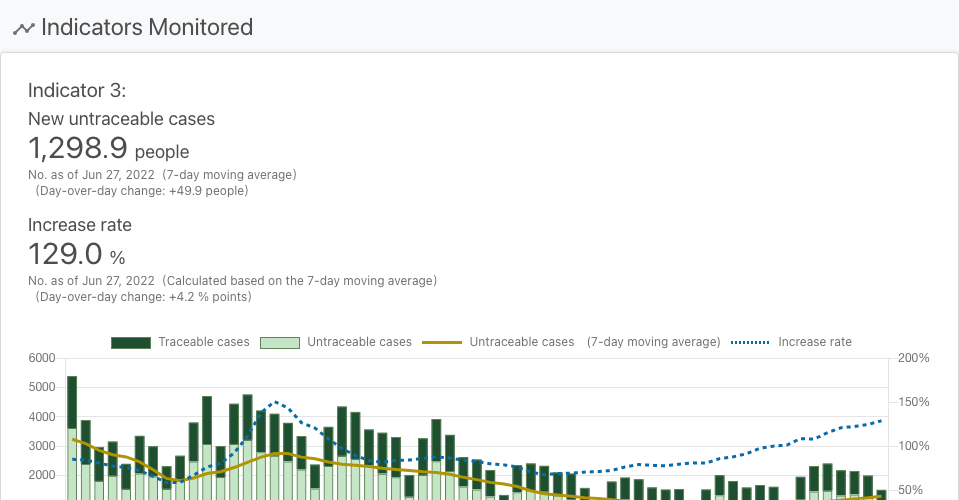 Indicators Monitored
Indicator 3:
New untraceable cases
1,298.9 people
No. as of Jun 27, 2022 (7-day moving average)
(Day-over-day change: +49.9 people)
Increase rate
129.0 %
No. as of Jun 27, 2022 (Calculated based on the 7-day moving average)
(Day-over-day change: +4.2 % points)
Traceable cases Untraceable cases Untraceable cases (7-day moving average) Increase rate
6000 200%
5000
4000 150%
3000 100%
2000
50%